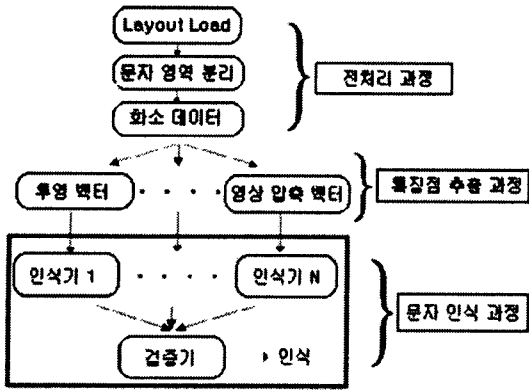 Layout Load
문자 영역 분리
전처리 과정
화소 데이터
투영 벡터 · · · · 영상 압축 벡터
특징점 추출 과정
인식기 1 · · · · 인식기 N
문자 인식 과정
검증기
인식